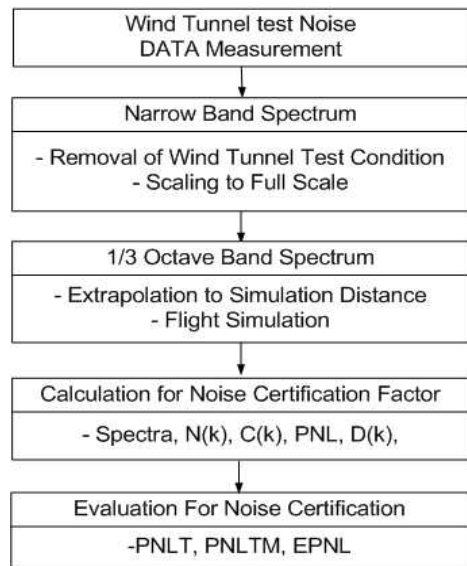 Wind Tunnel test Noise
DATA Measurement
Narrow Band Spectrum
- Removal of Wind Tunnel Test Condition
- Scaling to Full Scale
1/3 Octave Band Spectrum
- Extrapolation to Simulation Distance
- Flight Simulation
Calculation for Noise Certification Factor
- Spectra, N(k), C(k), PNL, D(k),
Evaluation For Noise Certification
-PNLT, PNLTM, EPNL